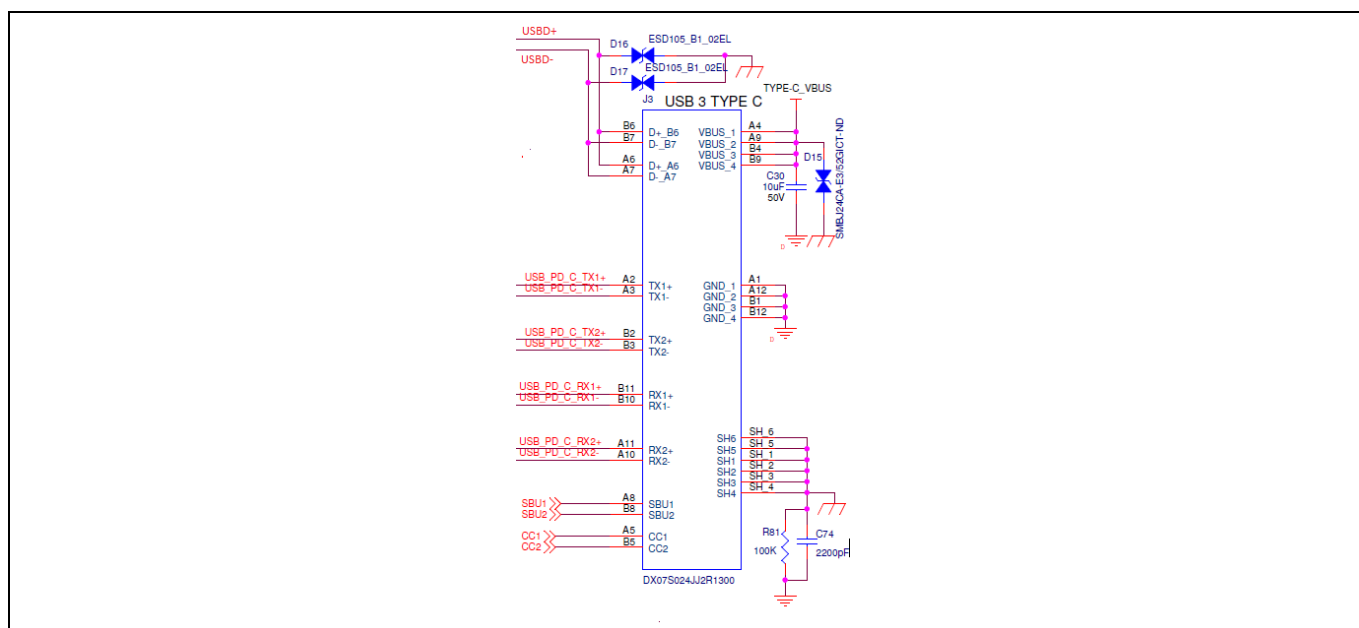 USBD+
USBD-
D16
ESD105_B1_02EL
D17
ESD105_B1_02EL
J3
USB 3 TYPE C
TYPE-C_VBUS
B6 D+_B6 VBUS_1 A4
B7 D-_B7 VBUS_2 A9
VBUS_3 B4
A6 D+_A6 VBUS_4 B9
A7 D-_A7
D15
C30
10uF
50V
SMBJ24CA-E3/52GICT-ND
D
USB_PD_C_TX1+ A2 TX1+ GND_1 A1
USB_PD_C_TX1- A3 TX1- GND_2 A12
GND_3 B1
GND_4 B12
D
USB_PD_C_TX2+ B2 TX2+
USB_PD_C_TX2- B3 TX2-
USB_PD_C_RX1+ B11 RX1+
USB_PD_C_RX1- B10 RX1-
USB_PD_C_RX2+ A11 RX2+
USB_PD_C_RX2- A10 RX2-
SH6 SH_6
SH5 SH_5
SH1 SH_1
SH2 SH_2
SH3 SH_3
SH4 SH_4
SBU1 A8 SBU1
SBU2 B8 SBU2
CC1 A5 CC1
CC2 B5 CC2
R81
100K
C74
2200pF
DX07S024JJ2R1300